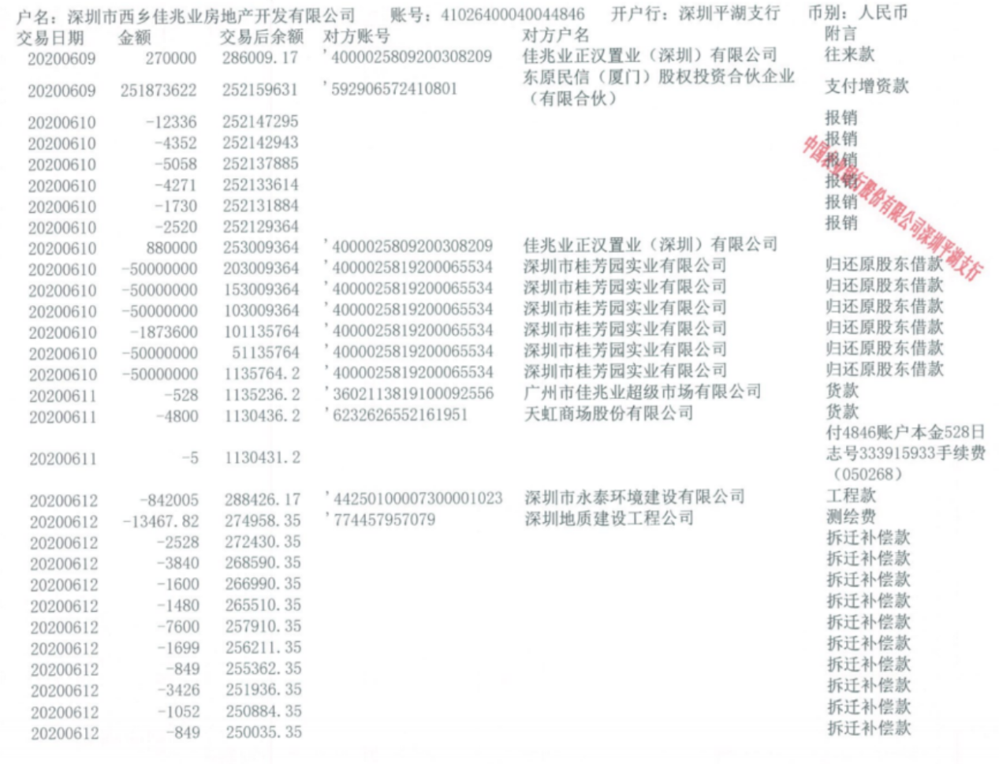 户名：深圳市西乡佳兆业房地产开发有限公司 账号：41026400040044846 开户行：深圳平湖支行 币别：人民币
交易日期 金额 交易后余额 对方账号 对方户名 附言
20200609 270000 286009.17 '4000025809200308209 佳兆业正汉置业（深圳）有限公司 往来款
20200609 251873622 252159631 '592906572410801 东原民信（厦门）股权投资合伙企业 支付增资款
（有限合伙）
20200610 -12336 252147295 报销
20200610 -4352 252142943 报销
20200610 -5058 252137885 报销
20200610 -4271 252133614 报销
20200610 -1730 252131884 报销
20200610 -2520 252129364 报销
20200610 880000 253009364 '4000025809200308209 佳兆业正汉置业（深圳）有限公司
20200610 -50000000 203009364 '4000025819200065534 深圳市桂芳园实业有限公司 归还原股东借款
20200610 -50000000 153009364 '4000025819200065534 深圳市桂芳园实业有限公司 归还原股东借款
20200610 -50000000 103009364 '4000025819200065534 深圳市桂芳园实业有限公司 归还原股东借款
20200610 -1873600 101135764 '4000025819200065534 深圳市桂芳园实业有限公司 归还原股东借款
20200610 -50000000 51135764 '4000025819200065534 深圳市桂芳园实业有限公司 归还原股东借款
20200610 -50000000 1135764.2 '4000025819200065534 深圳市桂芳园实业有限公司 归还原股东借款
20200611 -528 1135236.2 '3602113819100092556 广州市佳兆业超级市场有限公司 货款
20200611 -4800 1130436.2 '6232626552161951 天虹商场股份有限公司 货款
付4846账户本金528日
20200611 -5 1130431.2 志号333915933手续费
（050268）
20200612 -842005 288426.17 '44250100007300001023 深圳市永泰环境建设有限公司 工程款
20200612 -13467.82 274958.35 '774457957079 深圳地质建设工程公司 测绘费
20200612 -2528 272430.35 拆迁补偿款
20200612 -3840 268590.35 拆迁补偿款
20200612 -1600 266990.35 拆迁补偿款
20200612 -1480 265510.35 拆迁补偿款
20200612 -7600 257910.35 拆迁补偿款
20200612 -1699 256211.35 拆迁补偿款
20200612 -849 255362.35 拆迁补偿款
20200612 -3426 251936.35 拆迁补偿款
20200612 -1052 250884.35 拆迁补偿款
20200612 -849 250035.35 拆迁补偿款
中国农业银行股份有限公司深圳平湖支行